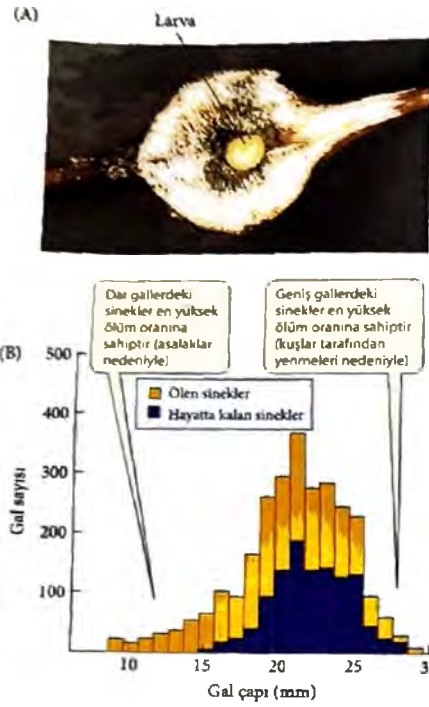 (A)
Larva
Dar gallerdeki
sinekler en yüksek
ölüm oranına
sahiptir (asalaklar
nedeniyle)
Geniş gallerdeki
sinekler en yüksek
ölüm oranına sahiptir
(kuşlar tarafından
yenmeleri nedeniyle)
(B)
Ölen sinekler
Hayatta kalan sinekler
Gal sayısı
500
400
300
200
100
10
15
20
25
3
Gal çapı (mm)